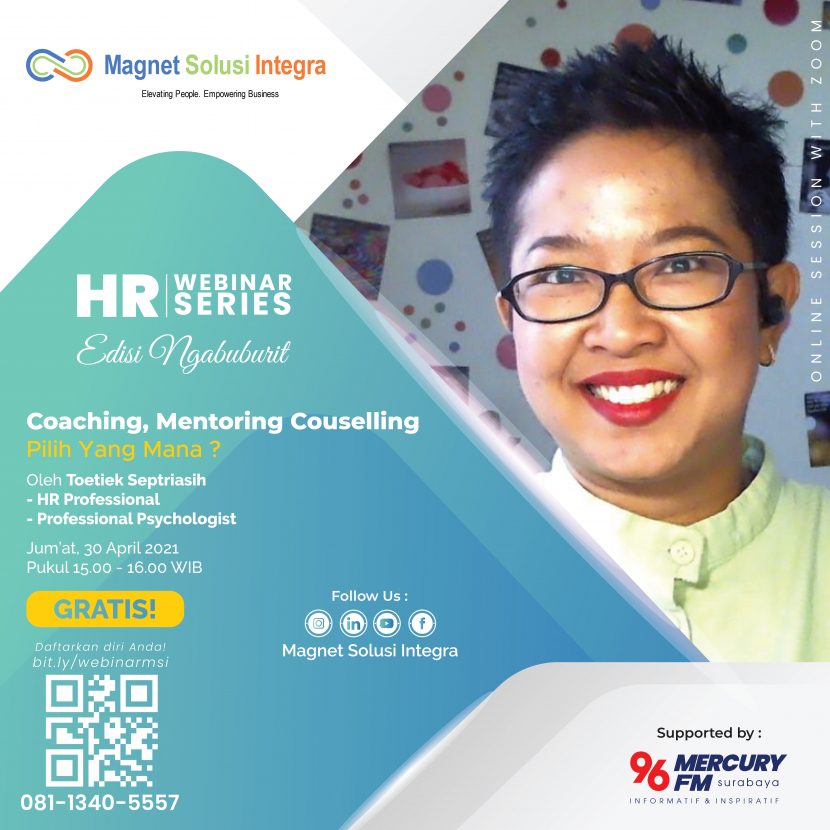 Magnet Solusi Integra
Elevating People. Empowering Business
ONLINE SESSION WITH ZOOM
HR WEBINAR
SERIES
Edisi Ngabuburit
Coaching, Mentoring Couselling
Pilih Yang Mana ?
Oleh Toetiek Septriasih
- HR Professional
- Professional Psychologist
Jum'at, 30 April 2021
Pukul 15.00 - 16.00 WIB
GRATIS!
Daftarkan diri Anda!
bit.ly/webinarmsi
081-1340-5557
Follow Us :
Magnet Solusi Integra
Supported by :
96 MERCURY
FM surabaya
INFORMATIF & INSPIRATIF